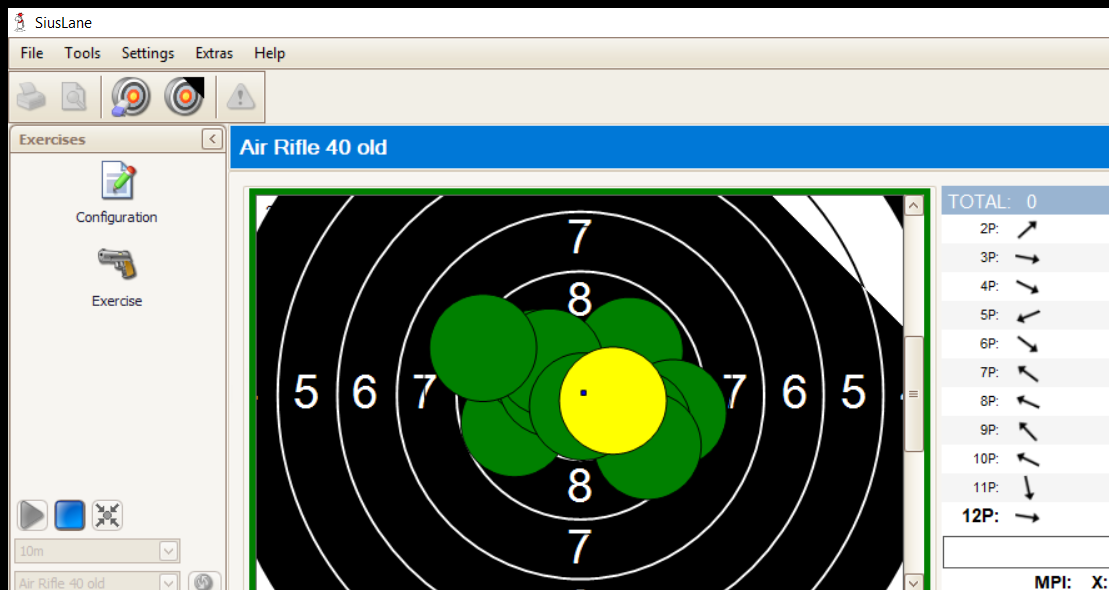 SiusLane
File Tools Settings Extras Help
Exercises
Configuration
Exercise
10m
Air Rifle 40 old
Air Rifle 40 old
7
8
5 6 7 7 6 5
8
7
TOTAL: 0
2P:
3P:
4P:
5P:
6P:
7P:
8P:
9P:
10P:
11P:
12P:
MPI: X: